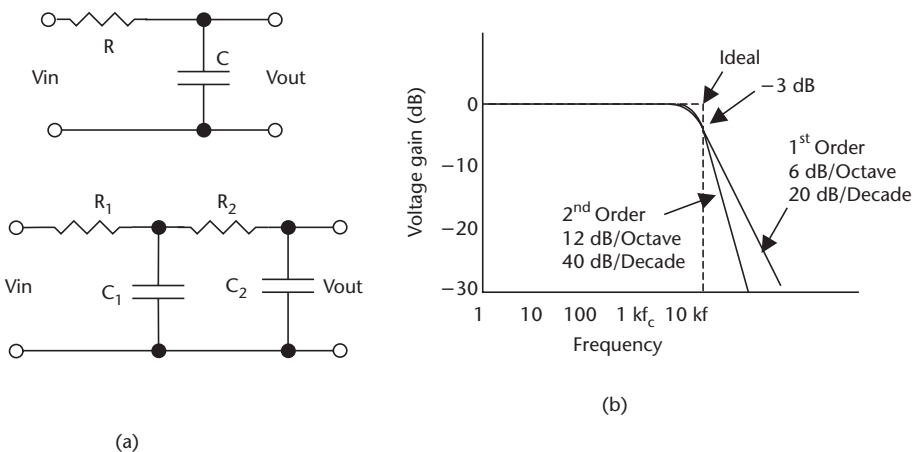 R
C
Vin
Vout
R1
R2
Vin
C1
C2
Vout
(a)
Voltage gain (dB)
0
−10
−20
−30
1
10
100
1 kfc
10 kf
Frequency
Ideal
−3 dB
1st Order
6 dB/Octave
20 dB/Decade
2nd Order
12 dB/Octave
40 dB/Decade
(b)